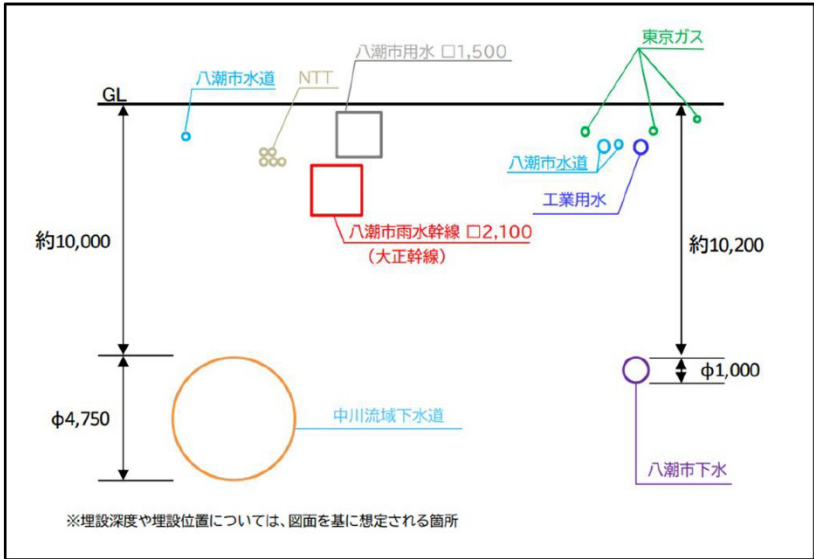 東京ガス
八潮市用水 □1,500
八潮市水道
NTT
GL
八潮市水道
工業用水
八潮市雨水幹線 □2,100
（大正幹線）
約10,000
約10,200
φ1,000
φ4,750
中川流域下水道
八潮市下水
※埋設深度や埋設位置については、図面を基に想定される箇所